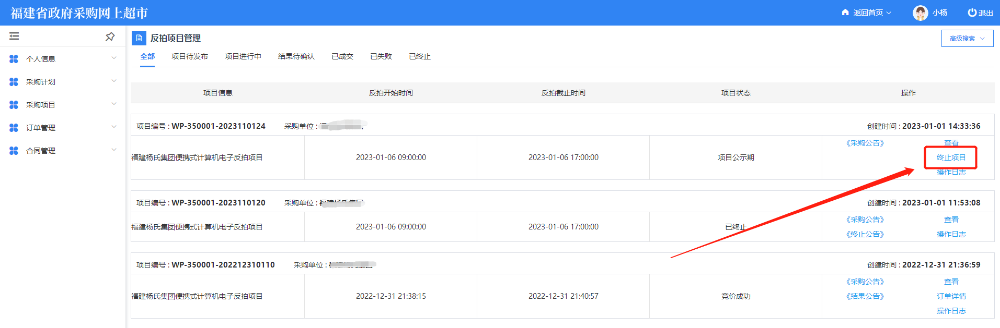 福建省政府采购网上超市
返回首页
小杨
退出
个人信息
采购计划
采购项目
订单管理
合同管理
反拍项目管理
高级搜索
全部 项目待发布 项目进行中 结果待确认 已成交 已失败 已终止
项目信息 反拍开始时间 反拍截止时间 项目状态 操作
项目编号 : WP-350001-2023110124 采购单位 : 创建时间 : 2023-01-01 14:33:36
福建杨氏集团便携式计算机电子反拍项目 2023-01-06 09:00:00 2023-01-06 17:00:00 项目公示期
《采购公告》 查看
终止项目
操作日志
项目编号 : WP-350001-2023110120 采购单位 : 福建杨氏集团 创建时间 : 2023-01-01 11:53:08
福建杨氏集团便携式计算机电子反拍项目 2023-01-06 09:00:00 2023-01-06 17:00:00 已终止
《采购公告》 查看
《终止公告》 操作日志
项目编号 : WP-350001-202212310110 采购单位 : 创建时间 : 2022-12-31 21:36:59
福建杨氏集团便携式计算机电子反拍项目 2022-12-31 21:38:15 2022-12-31 21:40:57 竞价成功
《采购公告》 查看
《结果公告》 订单详情
操作日志